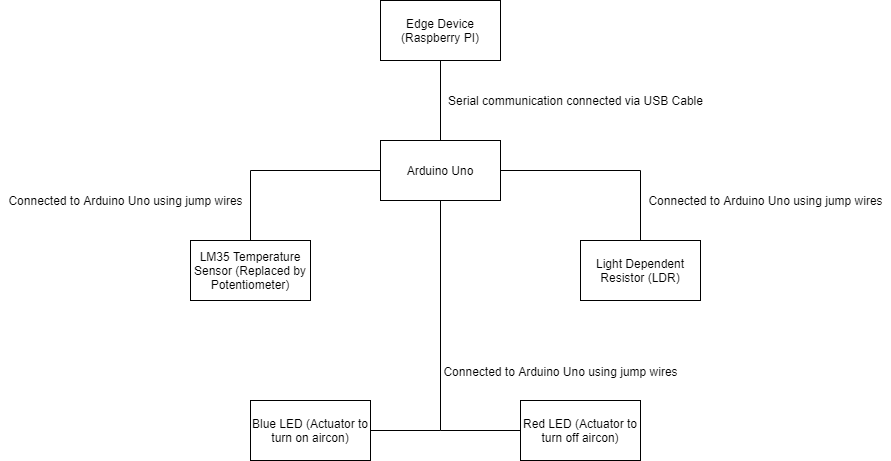 Edge Device
(Raspberry PI)
Serial communication connected via USB Cable
Arduino Uno
Connected to Arduino Uno using jump wires
Connected to Arduino Uno using jump wires
LM35 Temperature
Sensor (Replaced by
Potentiometer)
Light Dependent
Resistor (LDR)
Connected to Arduino Uno using jump wires
Blue LED (Actuator to
turn on aircon)
Red LED (Actuator to
turn off aircon)